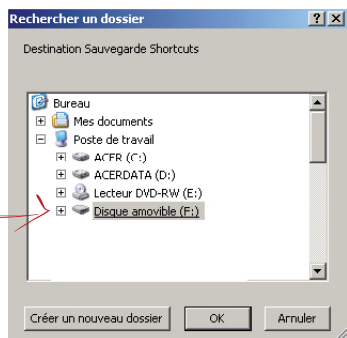 Rechercher un dossier
Destination Sauvegarde Shortcuts
Bureau
Mes documents
Poste de travail
ACER (C:)
ACERDATA (D:)
Lecteur DVD-RW (E:)
Disque amovible (F:)
Créer un nouveau dossier
OK
Annuler